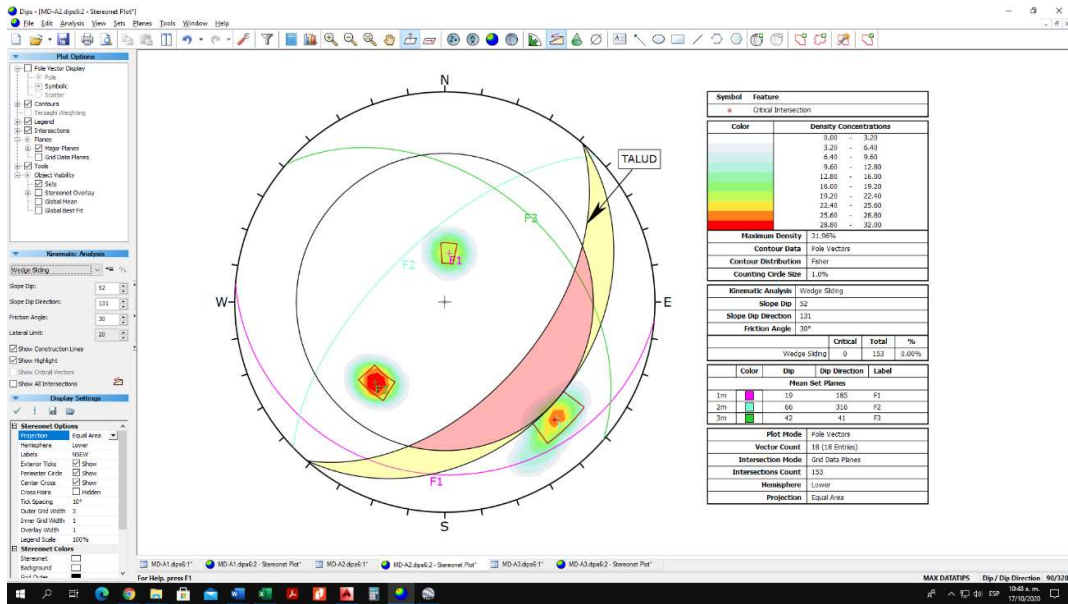 Dips - [MD-A2.dips6:2 - Stereonet Plot*]
File Edit Analysis View Sets Planes Tools Window Help
Plot Options
Pole Vector Display
Pole
Symbolic
Scatter
Contours
Terzaghi Weighting
Legend
Intersections
Planes
Major Planes
Grid Data Planes
Tools
Object Visibility
Sets
Stereonet Overlay
Global Mean
Global Best Fit
Kinematic Analysis
Wedge Sliding
Slope Dip: 52
Slope Dip Direction: 131
Friction Angle: 30
Lateral Limit: 20
Show Construction Lines
Show Highlight
Show Critical Vectors
Show All Intersections
Display Settings
Stereonet Options
Projection Equal Area
Hemisphere Lower
Labels NSEW
Exterior Ticks Show
Perimeter Circle Show
Center Cross Show
Cross Hairs Hidden
Tick Spacing 10°
Outer Grid Width 3
Inner Grid Width 1
Overlay Width 1
Legend Scale 100%
Stereonet Colors
Stereonet
Background
Grid Outer
N
TALUD
F3
F2
F1
W
E
F1
S
Symbol Feature
Critical Intersection
Color Density Concentrations
0.00 - 3.20
3.20 - 6.40
6.40 - 9.60
9.60 - 12.80
12.80 - 16.00
16.00 - 19.20
19.20 - 22.40
22.40 - 25.60
25.60 - 28.80
28.80 - 32.00
Maximum Density 31.96%
Contour Data Pole Vectors
Contour Distribution Fisher
Counting Circle Size 1.0%
Kinematic Analysis Wedge Sliding
Slope Dip 52
Slope Dip Direction 131
Friction Angle 30°
Critical Total %
Wedge Sliding 0 153 0.00%
Color Dip Dip Direction Label
Mean Set Planes
1m 19 185 F1
2m 66 316 F2
3m 42 41 F3
Plot Mode Pole Vectors
Vector Count 18 (18 Entries)
Intersection Mode Grid Data Planes
Intersections Count 153
Hemisphere Lower
Projection Equal Area
MD-A1.dips6:1* MD-A1.dips6:2 - Stereonet Plot* MD-A2.dips6:1* MD-A2.dips6:2 - Stereonet Plot* MD-A3.dips6:1* MD-A3.dips6:2 - Stereonet Plot*
For Help, press F1 MAX DATATIPS Dip / Dip Direction 90/320
ESP 10:48 a. m.
17/10/2020